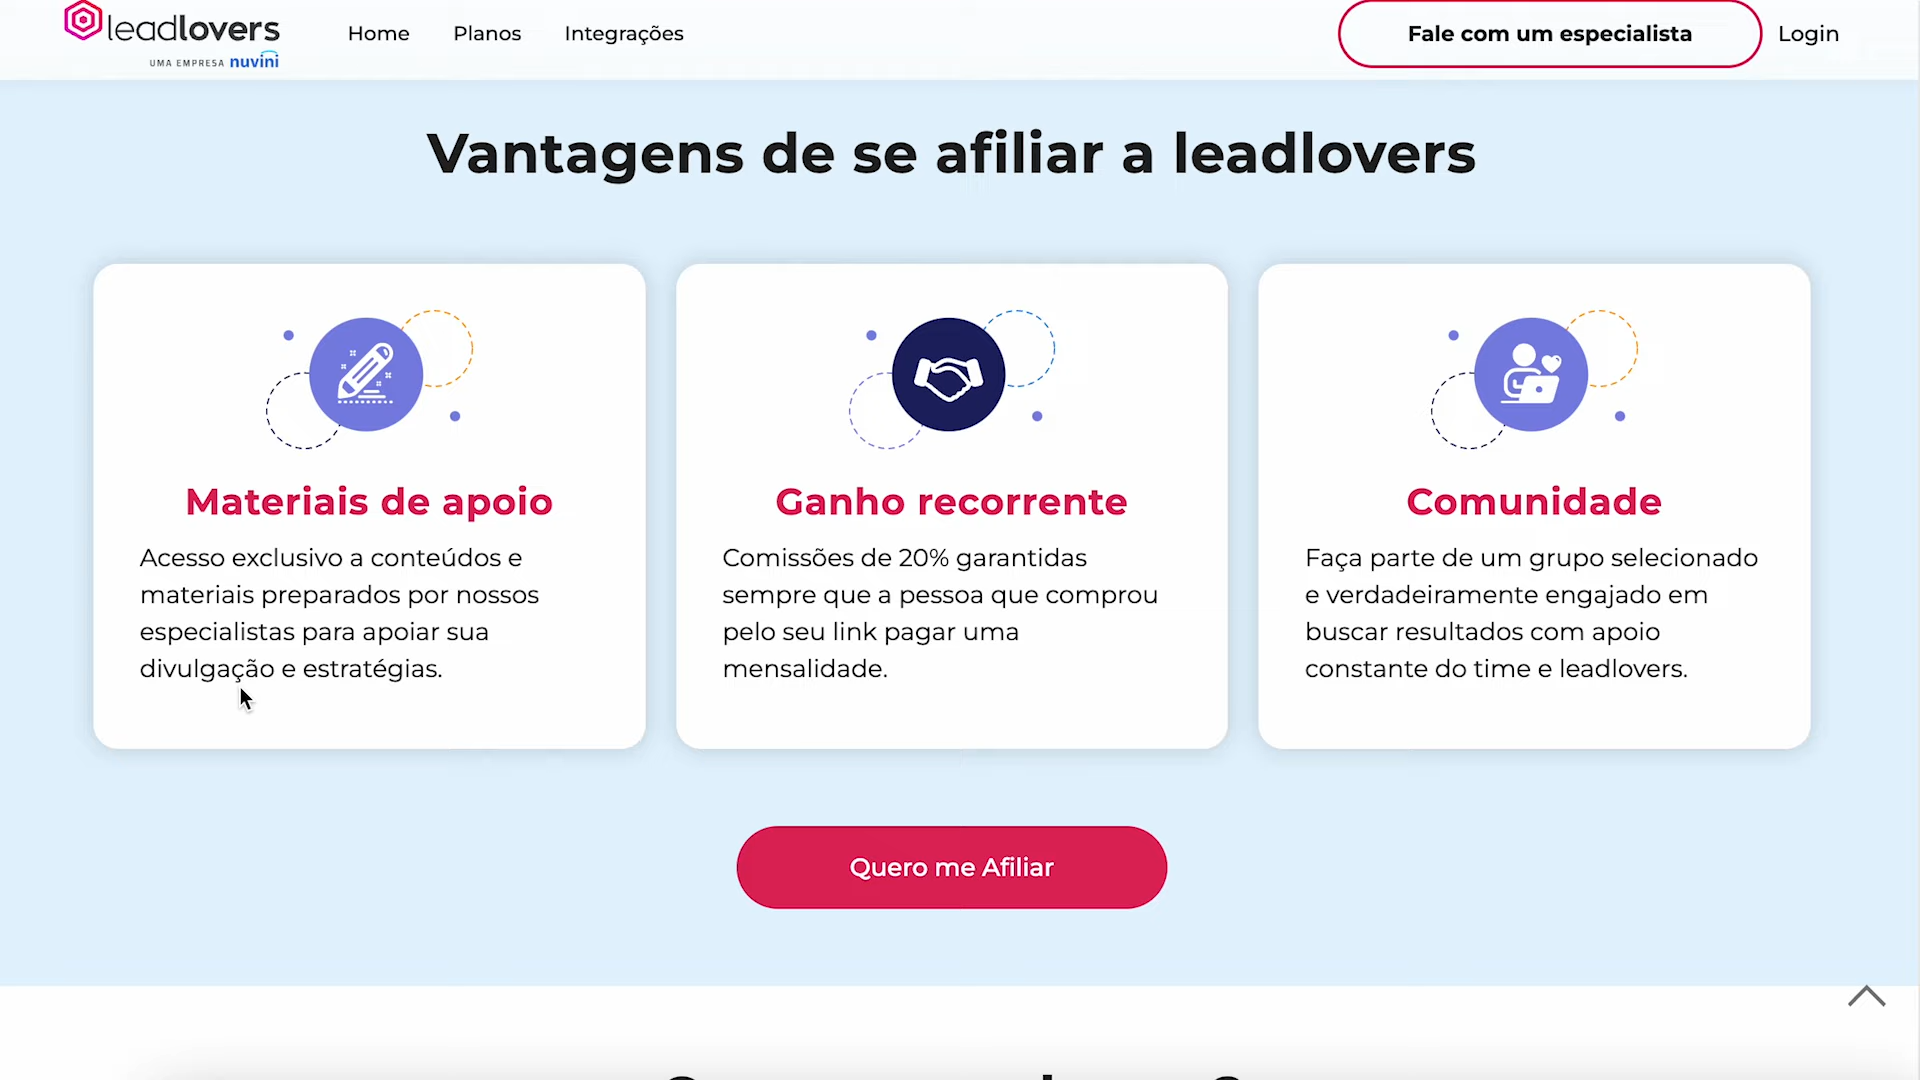 leadlovers
UMA EMPRESA nuvini
Home
Planos
Integrações
Fale com um especialista
Login
Vantagens de se afiliar a leadlovers
Materiais de apoio
Acesso exclusivo a conteúdos e
materiais preparados por nossos
especialistas para apoiar sua
divulgação e estratégias.
Ganho recorrente
Comissões de 20% garantidas
sempre que a pessoa que comprou
pelo seu link pagar uma
mensalidade.
Comunidade
Faça parte de um grupo selecionado
e verdadeiramente engajado em
buscar resultados com apoio
constante do time e leadlovers.
Quero me Afiliar